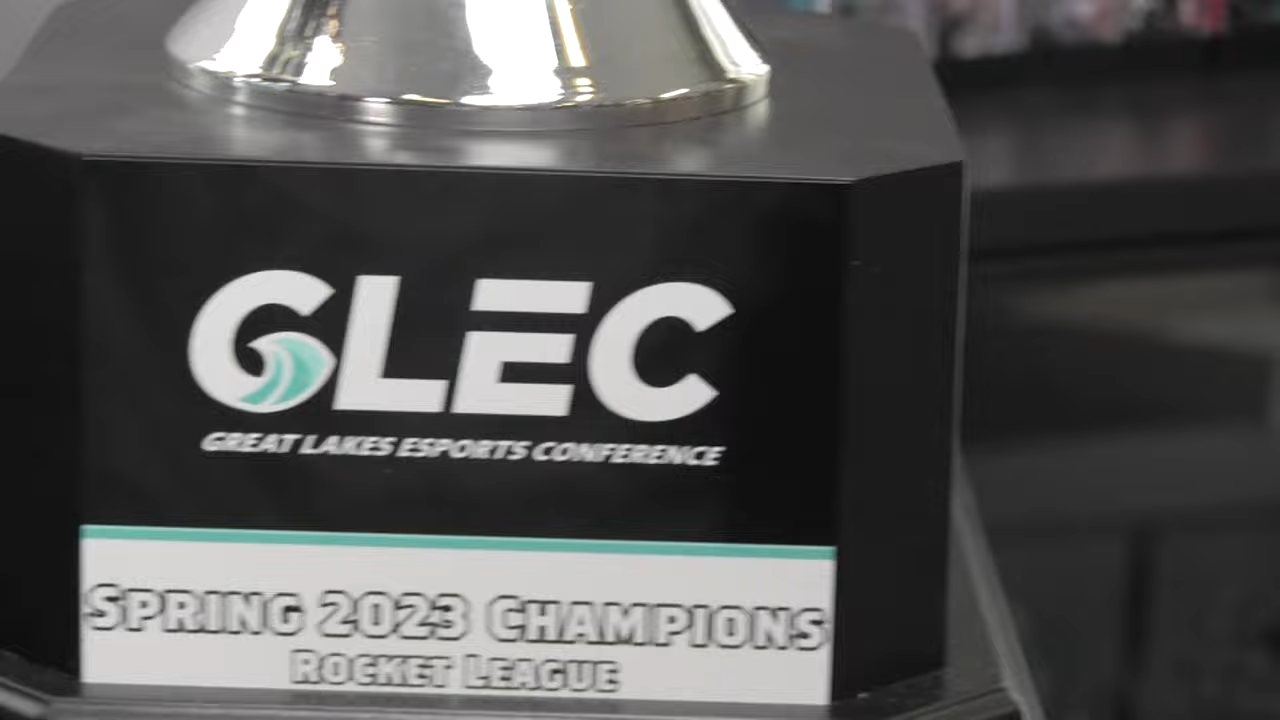 GLEC
GREAT LAKES ESPORTS CONFERENCE
SPRING 2023 CHAMPIONS
ROCKET LEAGUE